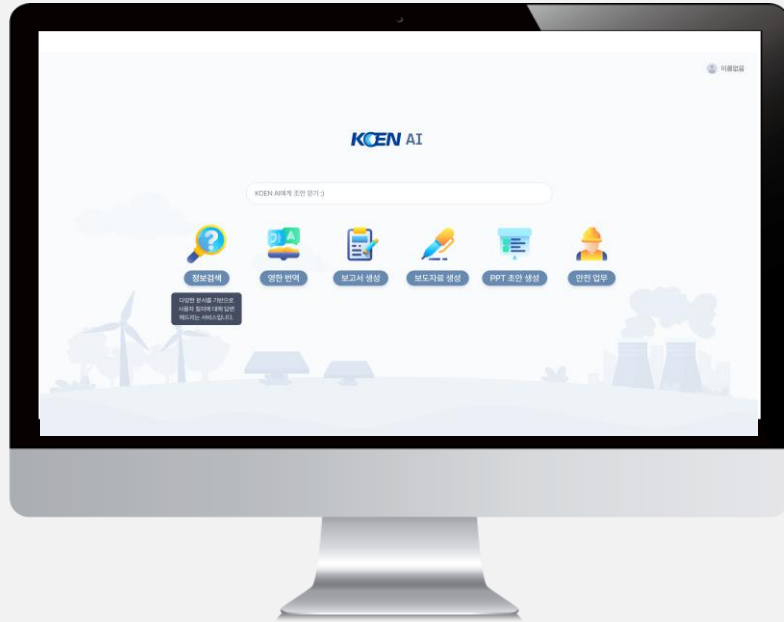 이름없음
KOEN AI
KOEN AI에게 초안 맡기 :)
정보검색
영한 번역
보고서 생성
보도자료 생성
PPT 초안 생성
안전 업무
다양한 문서를 기반으로
사용자 질의에 대해 답변
해드리는 서비스입니다.